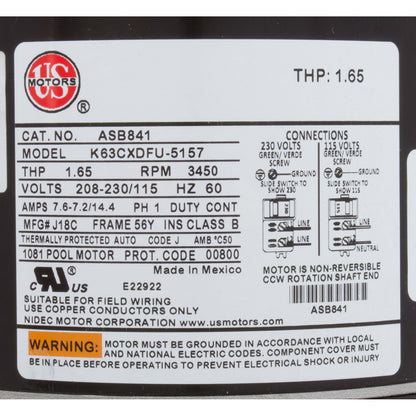 US
MOTORS
®
THP: 1.65
CAT. NO. ASB841
MODEL K63CXDFU-5157
THP 1.65 RPM 3450
VOLTS 208-230/115 HZ 60
AMPS 7.6-7.2/14.4 PH 1 DUTY CONT
MFG# J18C FRAME 56Y INS CLASS B
THERMALLY PROTECTED AUTO CODE J AMB °C50
1081 POOL MOTOR PROT. CODE 00800
Made In Mexico
C UL US E22922
SUITABLE FOR FIELD WIRING
USE COPPER CONDUCTORS ONLY
NIDEC MOTOR CORPORATION www.usmotors.com
CONNECTIONS
230 VOLTS
GREEN/ VERDE
SCREW
GROUND
SLIDE SWITCH TO
SHOW 230
LINE
LINE
115 VOLTS
GREEN/ VERDE
SCREW
GROUND
SLIDE SWITCH TO
SHOW 115
LINE
NEUTRAL
MOTOR IS NON-REVERSIBLE
CCW ROTATION SHAFT END
ASB841
WARNING: MOTOR MUST BE GROUNDED IN ACCORDANCE WITH LOCAL
AND NATIONAL ELECTRIC CODES. COMPONENT COVER MUST
BE IN PLACE BEFORE OPERATING TO PREVENT ELECTRICAL SHOCK OR INJURY